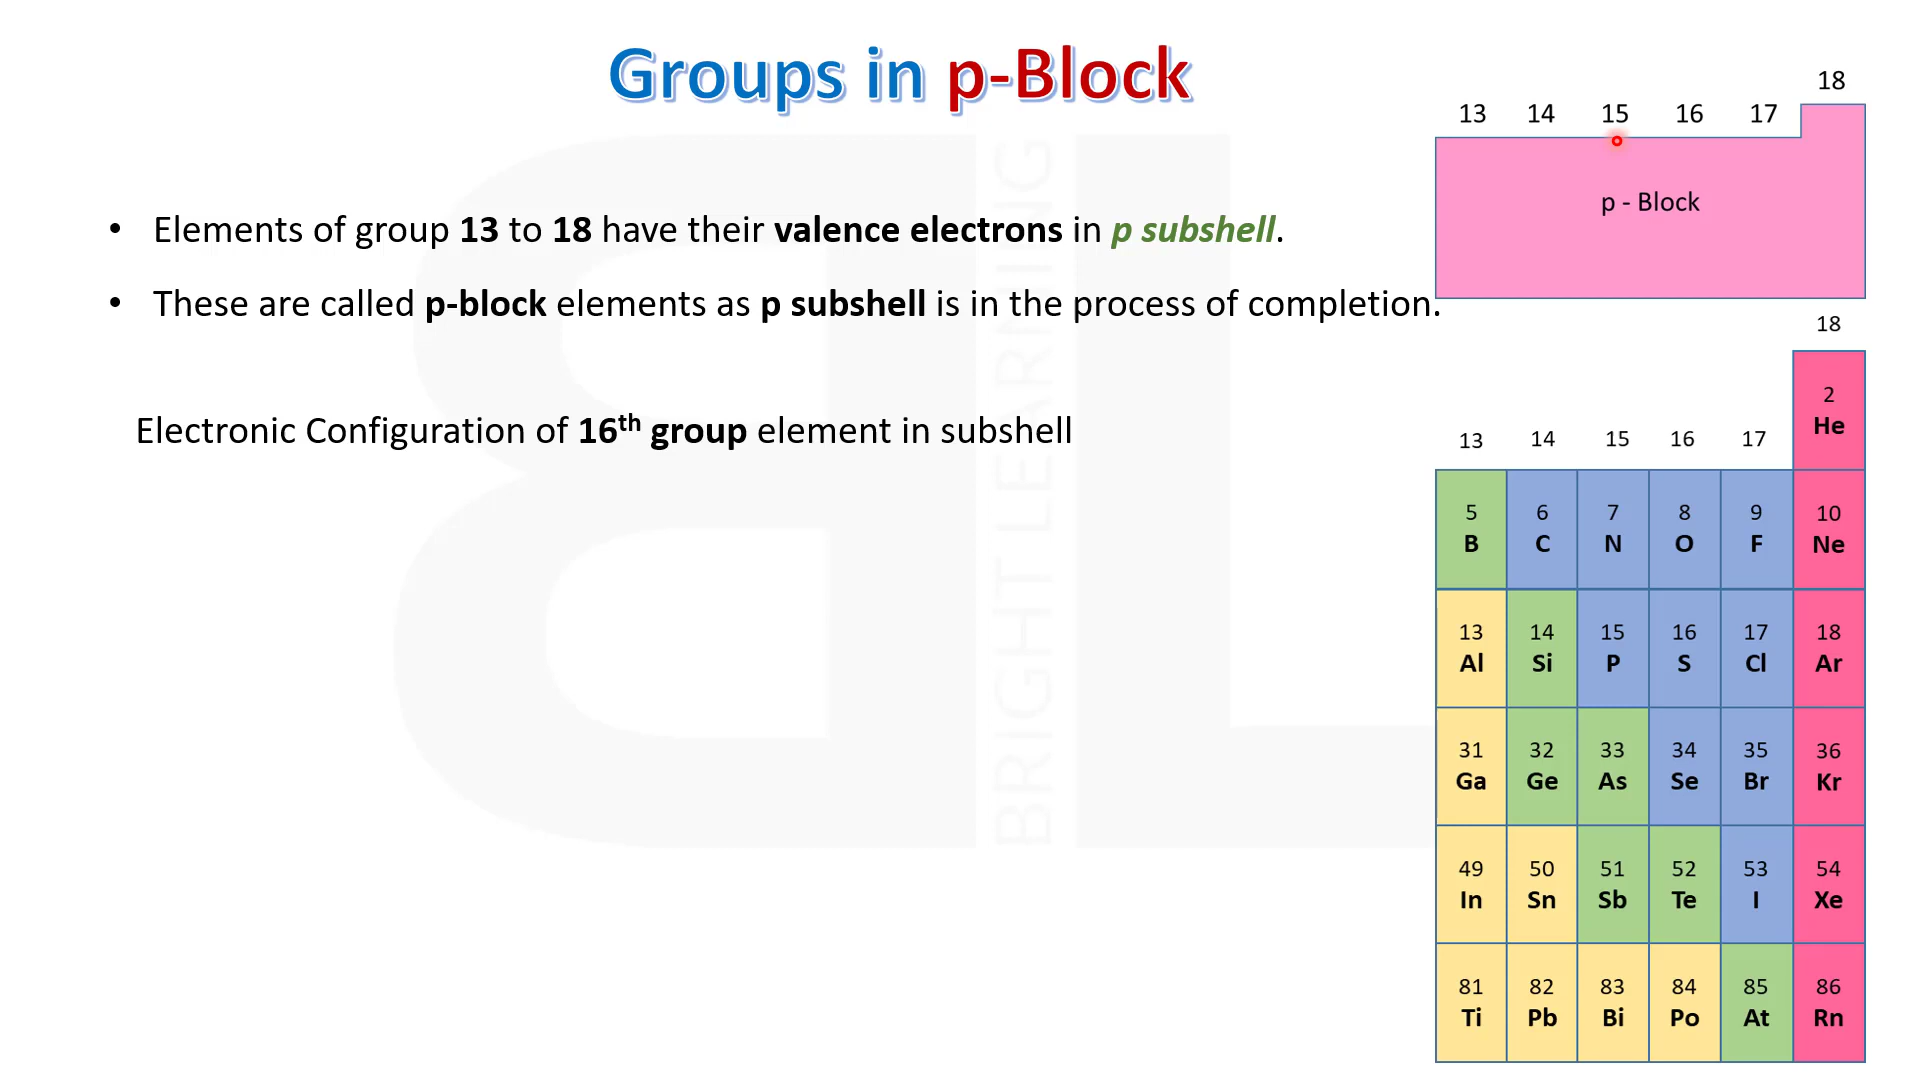 Groups in p-Block
• Elements of group 13 to 18 have their valence electrons in p subshell.
• These are called p-block elements as p subshell is in the process of completion.
Electronic Configuration of 16th group element in subshell
18
13 14 15 16 17
p - Block
18
2
He
13 14 15 16 17
5 6 7 8 9 10
B C N O F Ne
13 14 15 16 17 18
Al Si P S Cl Ar
31 32 33 34 35 36
Ga Ge As Se Br Kr
49 50 51 52 53 54
In Sn Sb Te I Xe
81 82 83 84 85 86
Ti Pb Bi Po At Rn
BRIGHT LEARNING